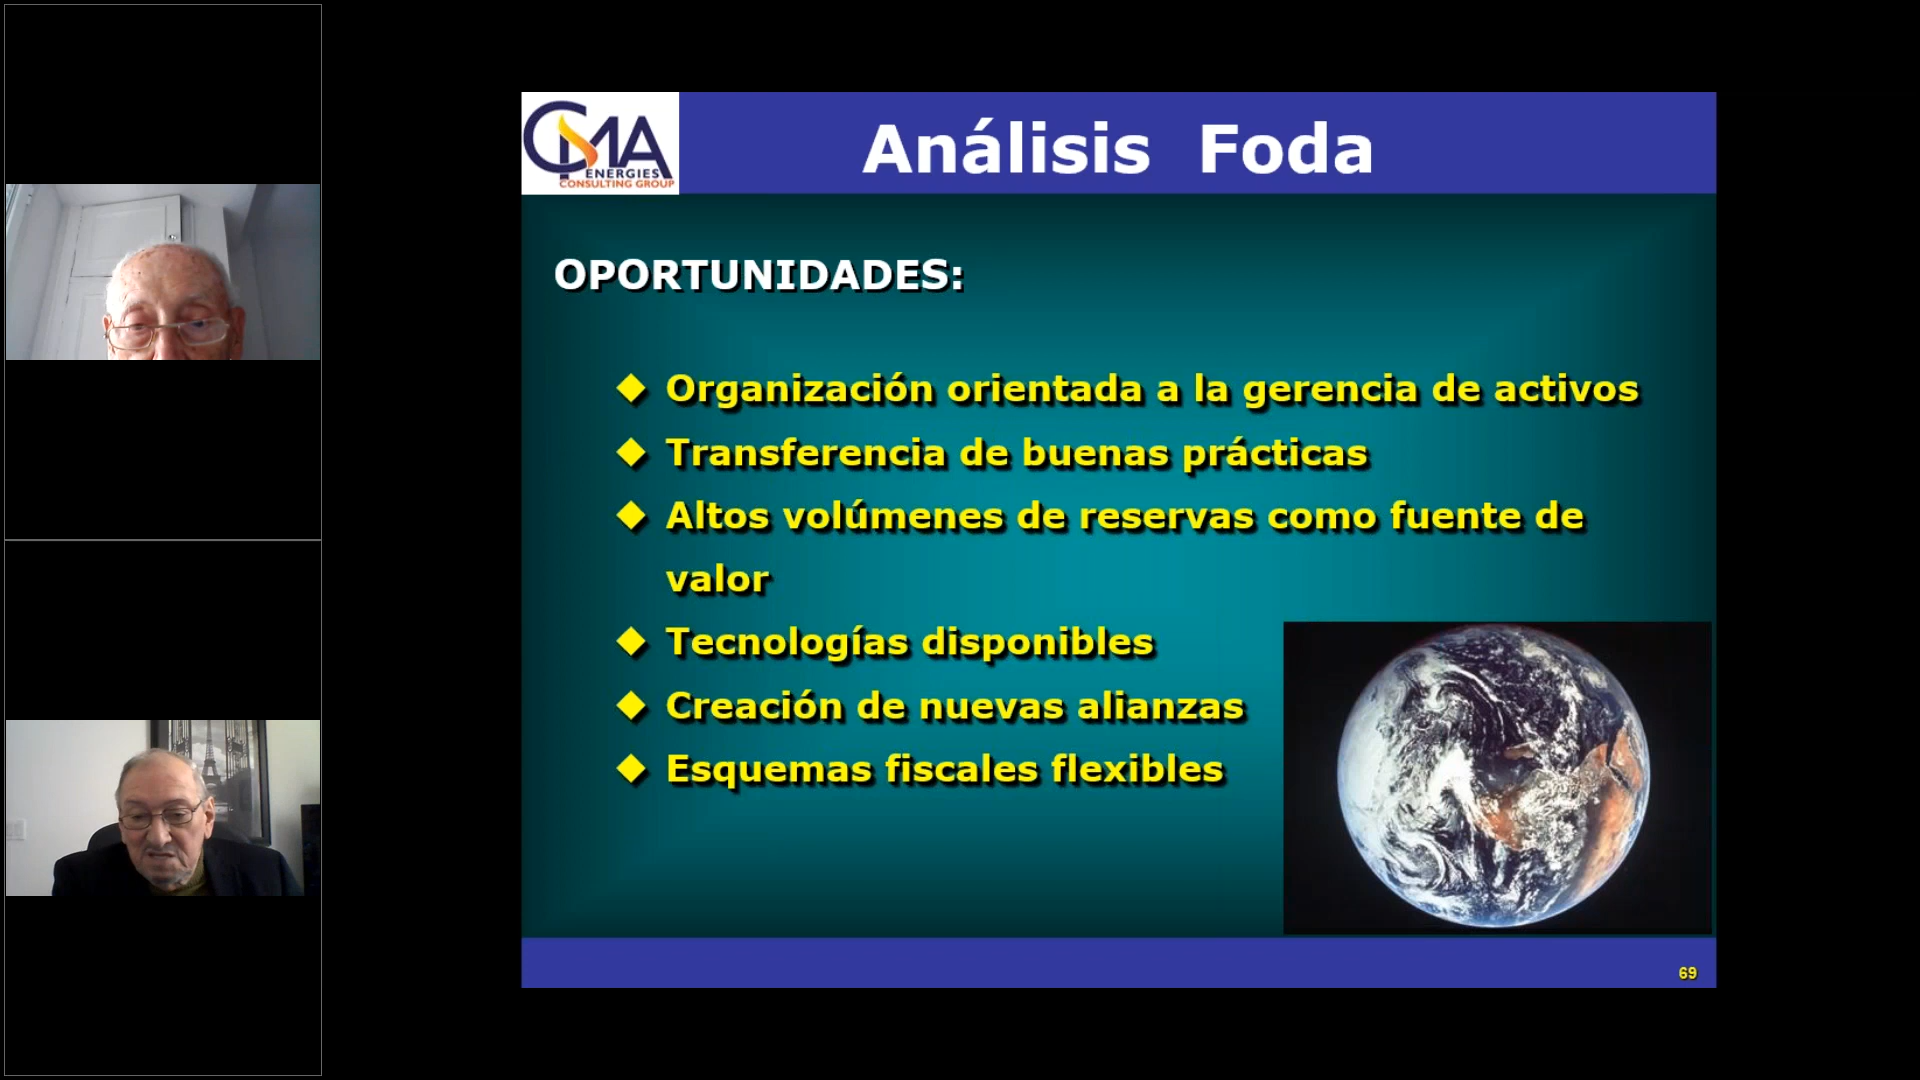 CMA
ENERGIES
CONSULTING GROUP
Análisis Foda
OPORTUNIDADES:
Organización orientada a la gerencia de activos
Transferencia de buenas prácticas
Altos volúmenes de reservas como fuente de
valor
Tecnologías disponibles
Creación de nuevas alianzas
Esquemas fiscales flexibles
69